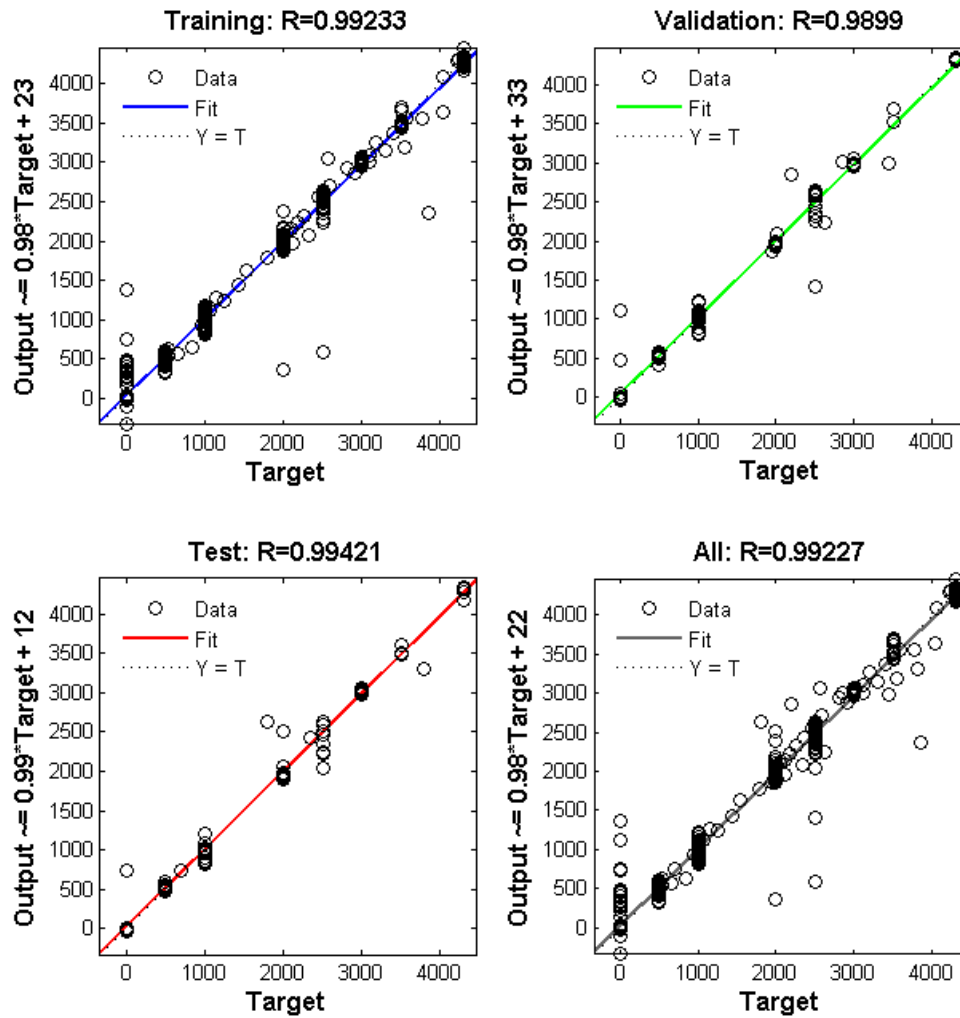 Training: R=0.99233
Output ~= 0.98*Target + 23
4000
3500
3000
2500
2000
1500
1000
500
0
Data
Fit
Y = T
0 1000 2000 3000 4000
Target
Validation: R=0.9899
Output ~= 0.98*Target + 33
4000
3500
3000
2500
2000
1500
1000
500
0
Data
Fit
Y = T
0 1000 2000 3000 4000
Target
Test: R=0.99421
Output ~= 0.99*Target + 12
4000
3500
3000
2500
2000
1500
1000
500
0
Data
Fit
Y = T
0 1000 2000 3000 4000
Target
All: R=0.99227
Output ~= 0.98*Target + 22
4000
3500
3000
2500
2000
1500
1000
500
0
Data
Fit
Y = T
0 1000 2000 3000 4000
Target